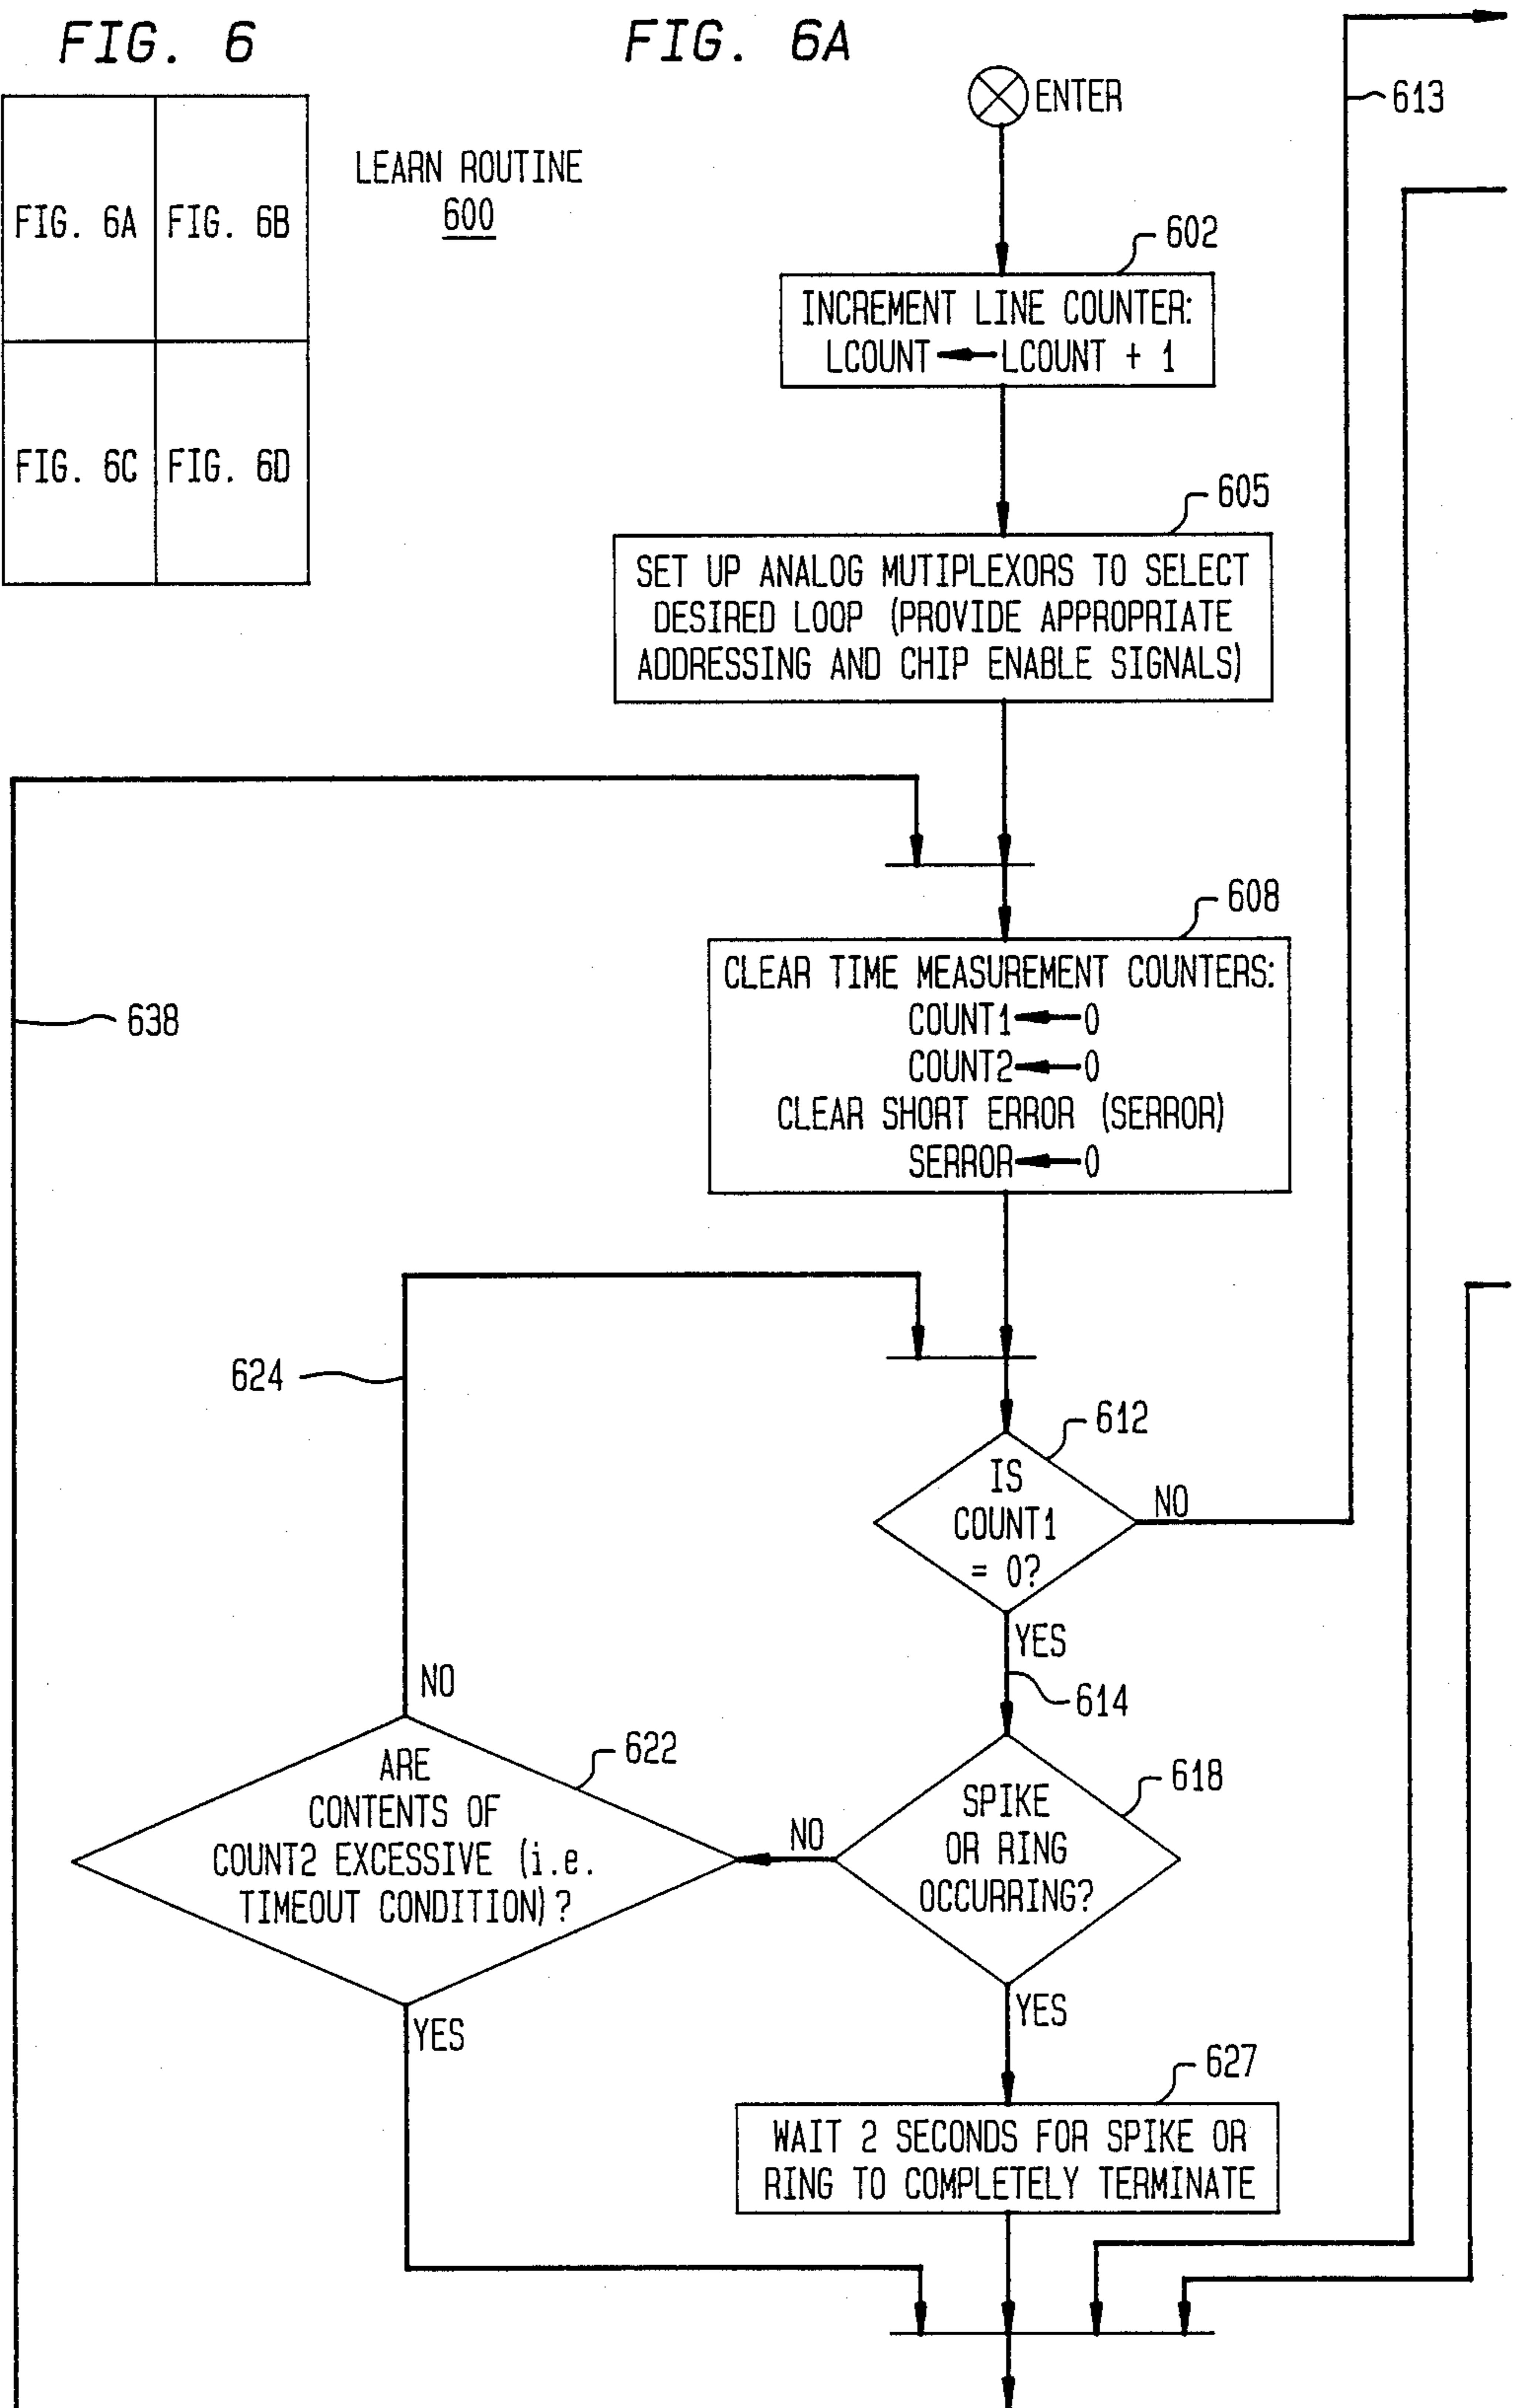 FIG. 6
FIG. 6A
FIG. 6A
FIG. 6B
FIG. 6C
FIG. 6D
LEARN ROUTINE
600
ENTER
613
602
INCREMENT LINE COUNTER:
LCOUNT ← LCOUNT + 1
605
SET UP ANALOG MUTIPLEXORS TO SELECT
DESIRED LOOP (PROVIDE APPROPRIATE
ADDRESSING AND CHIP ENABLE SIGNALS)
608
CLEAR TIME MEASUREMENT COUNTERS:
COUNT1 ← 0
COUNT2 ← 0
CLEAR SHORT ERROR (SERROR)
SERROR ← 0
638
624
612
IS
COUNT1
= 0?
NO
YES
614
618
SPIKE
OR RING
OCCURRING?
NO
622
ARE
CONTENTS OF
COUNT2 EXCESSIVE (i.e.
TIMEOUT CONDITION)?
NO
YES
YES
627
WAIT 2 SECONDS FOR SPIKE OR
RING TO COMPLETELY TERMINATE